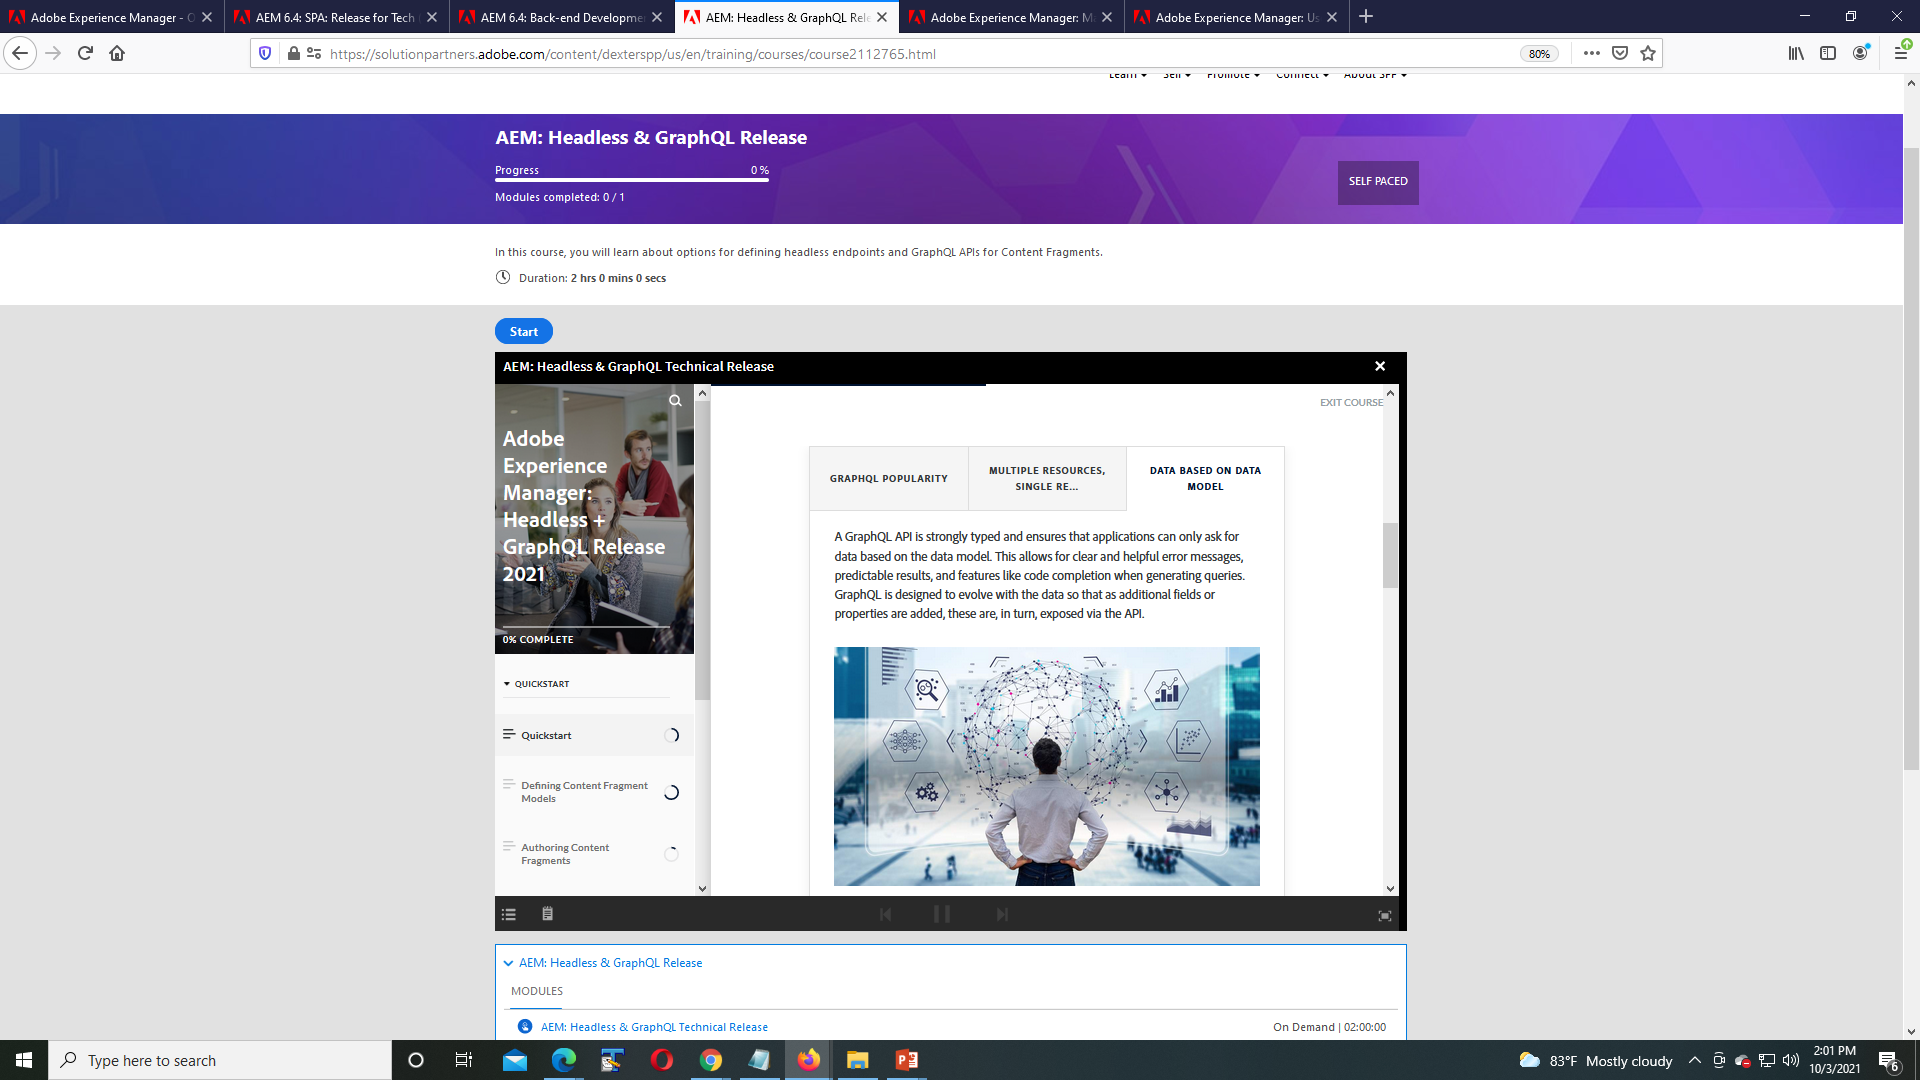 Adobe Experience Manager - O
AEM 6.4: SPA: Release for Tech
AEM 6.4: Back-end Developme
AEM: Headless & GraphQL Rele
Adobe Experience Manager: M
Adobe Experience Manager: Us
https://solutionpartners.adobe.com/content/dexterspp/us/en/training/courses/course2112765.html
80%
Learn Sell Promote Connect About SPP
AEM: Headless & GraphQL Release
Progress 0 %
Modules completed: 0 / 1
SELF PACED
In this course, you will learn about options for defining headless endpoints and GraphQL APIs for Content Fragments.
Duration: 2 hrs 0 mins 0 secs
Start
AEM: Headless & GraphQL Technical Release
EXIT COURSE
Adobe
Experience
Manager:
Headless +
GraphQL Release
2021
0% COMPLETE
QUICKSTART
Quickstart
Defining Content Fragment
Models
Authoring Content
Fragments
GRAPHQL POPULARITY
MULTIPLE RESOURCES,
SINGLE RE...
DATA BASED ON DATA
MODEL
A GraphQL API is strongly typed and ensures that applications can only ask for
data based on the data model. This allows for clear and helpful error messages,
predictable results, and features like code completion when generating queries.
GraphQL is designed to evolve with the data so that as additional fields or
properties are added, these are, in turn, exposed via the API.
AEM: Headless & GraphQL Release
MODULES
AEM: Headless & GraphQL Technical Release
On Demand | 02:00:00
Type here to search
83°F Mostly cloudy
2:01 PM
10/3/2021
6